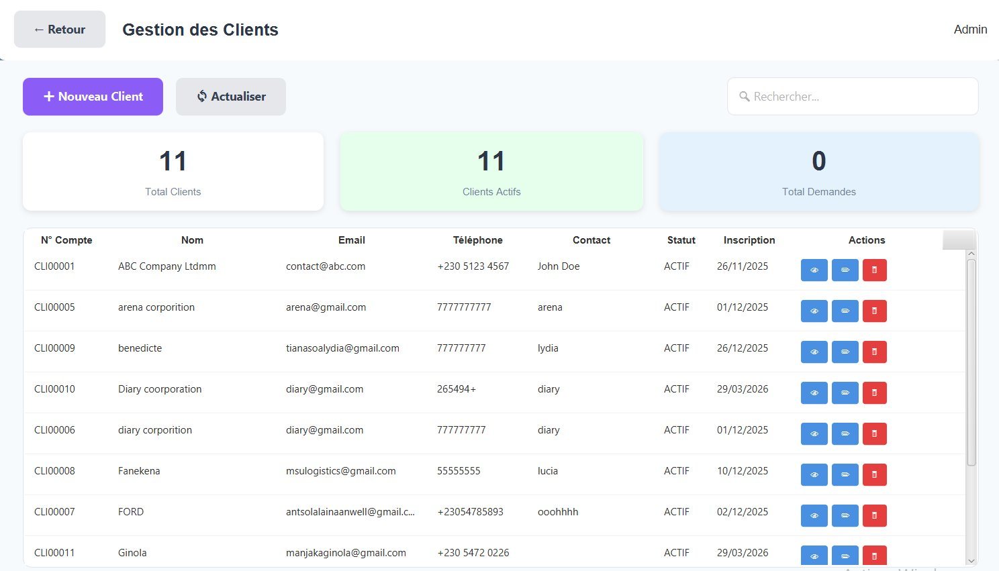 ← Retour
Gestion des Clients
Admin
+ Nouveau Client
Actualiser
Rechercher...
11
Total Clients
11
Clients Actifs
0
Total Demandes
N° Compte Nom Email Téléphone Contact Statut Inscription Actions
CLI00001 ABC Company Ltdmm contact@abc.com +230 5123 4567 John Doe ACTIF 26/11/2025
CLI00005 arena corporition arena@gmail.com 7777777777 arena ACTIF 01/12/2025
CLI00009 benedicte tianasoalydia@gmail.com 777777777 lydia ACTIF 26/12/2025
CLI00010 Diary coorporation diary@gmail.com 265494+ diary ACTIF 29/03/2026
CLI00006 diary corporition diary@gmail.com 777777777 diary ACTIF 01/12/2025
CLI00008 Fanekena msulogistics@gmail.com 55555555 lucia ACTIF 10/12/2025
CLI00007 FORD antsolalainaanwell@gmail.c... +23054785893 ooohhhh ACTIF 02/12/2025
CLI00011 Ginola manjakaginola@gmail.com +230 5472 0226 ACTIF 29/03/2026